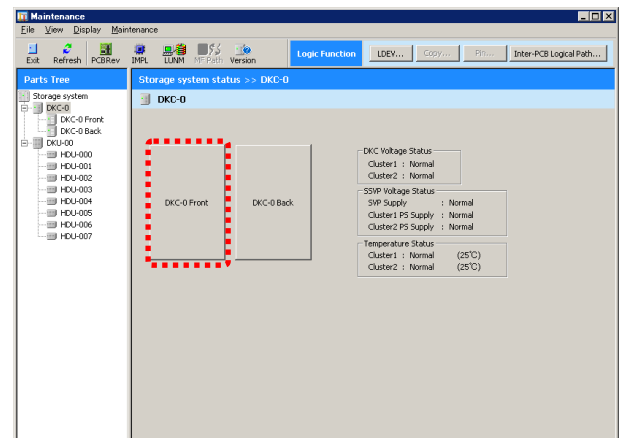 Maintenance
File View Display Maintenance
Exit Refresh PCBRev IMPL LUNM MF Path Version Logic Function LDEV... Copy... Pin... Inter-PCB Logical Path...
Parts Tree
Storage system status >> DKC-0
Storage system
DKC-0
DKC-0 Front
DKC-0 Back
DKU-00
HDU-000
HDU-001
HDU-002
HDU-003
HDU-004
HDU-005
HDU-006
HDU-007
DKC-0
DKC-0 Front
DKC-0 Back
DKC Voltage Status
Cluster1 : Normal
Cluster2 : Normal
SSVP Voltage Status
SVP Supply : Normal
Cluster1 PS Supply : Normal
Cluster2 PS Supply : Normal
Temperature Status
Cluster1 : Normal (25℃)
Cluster2 : Normal (25℃)